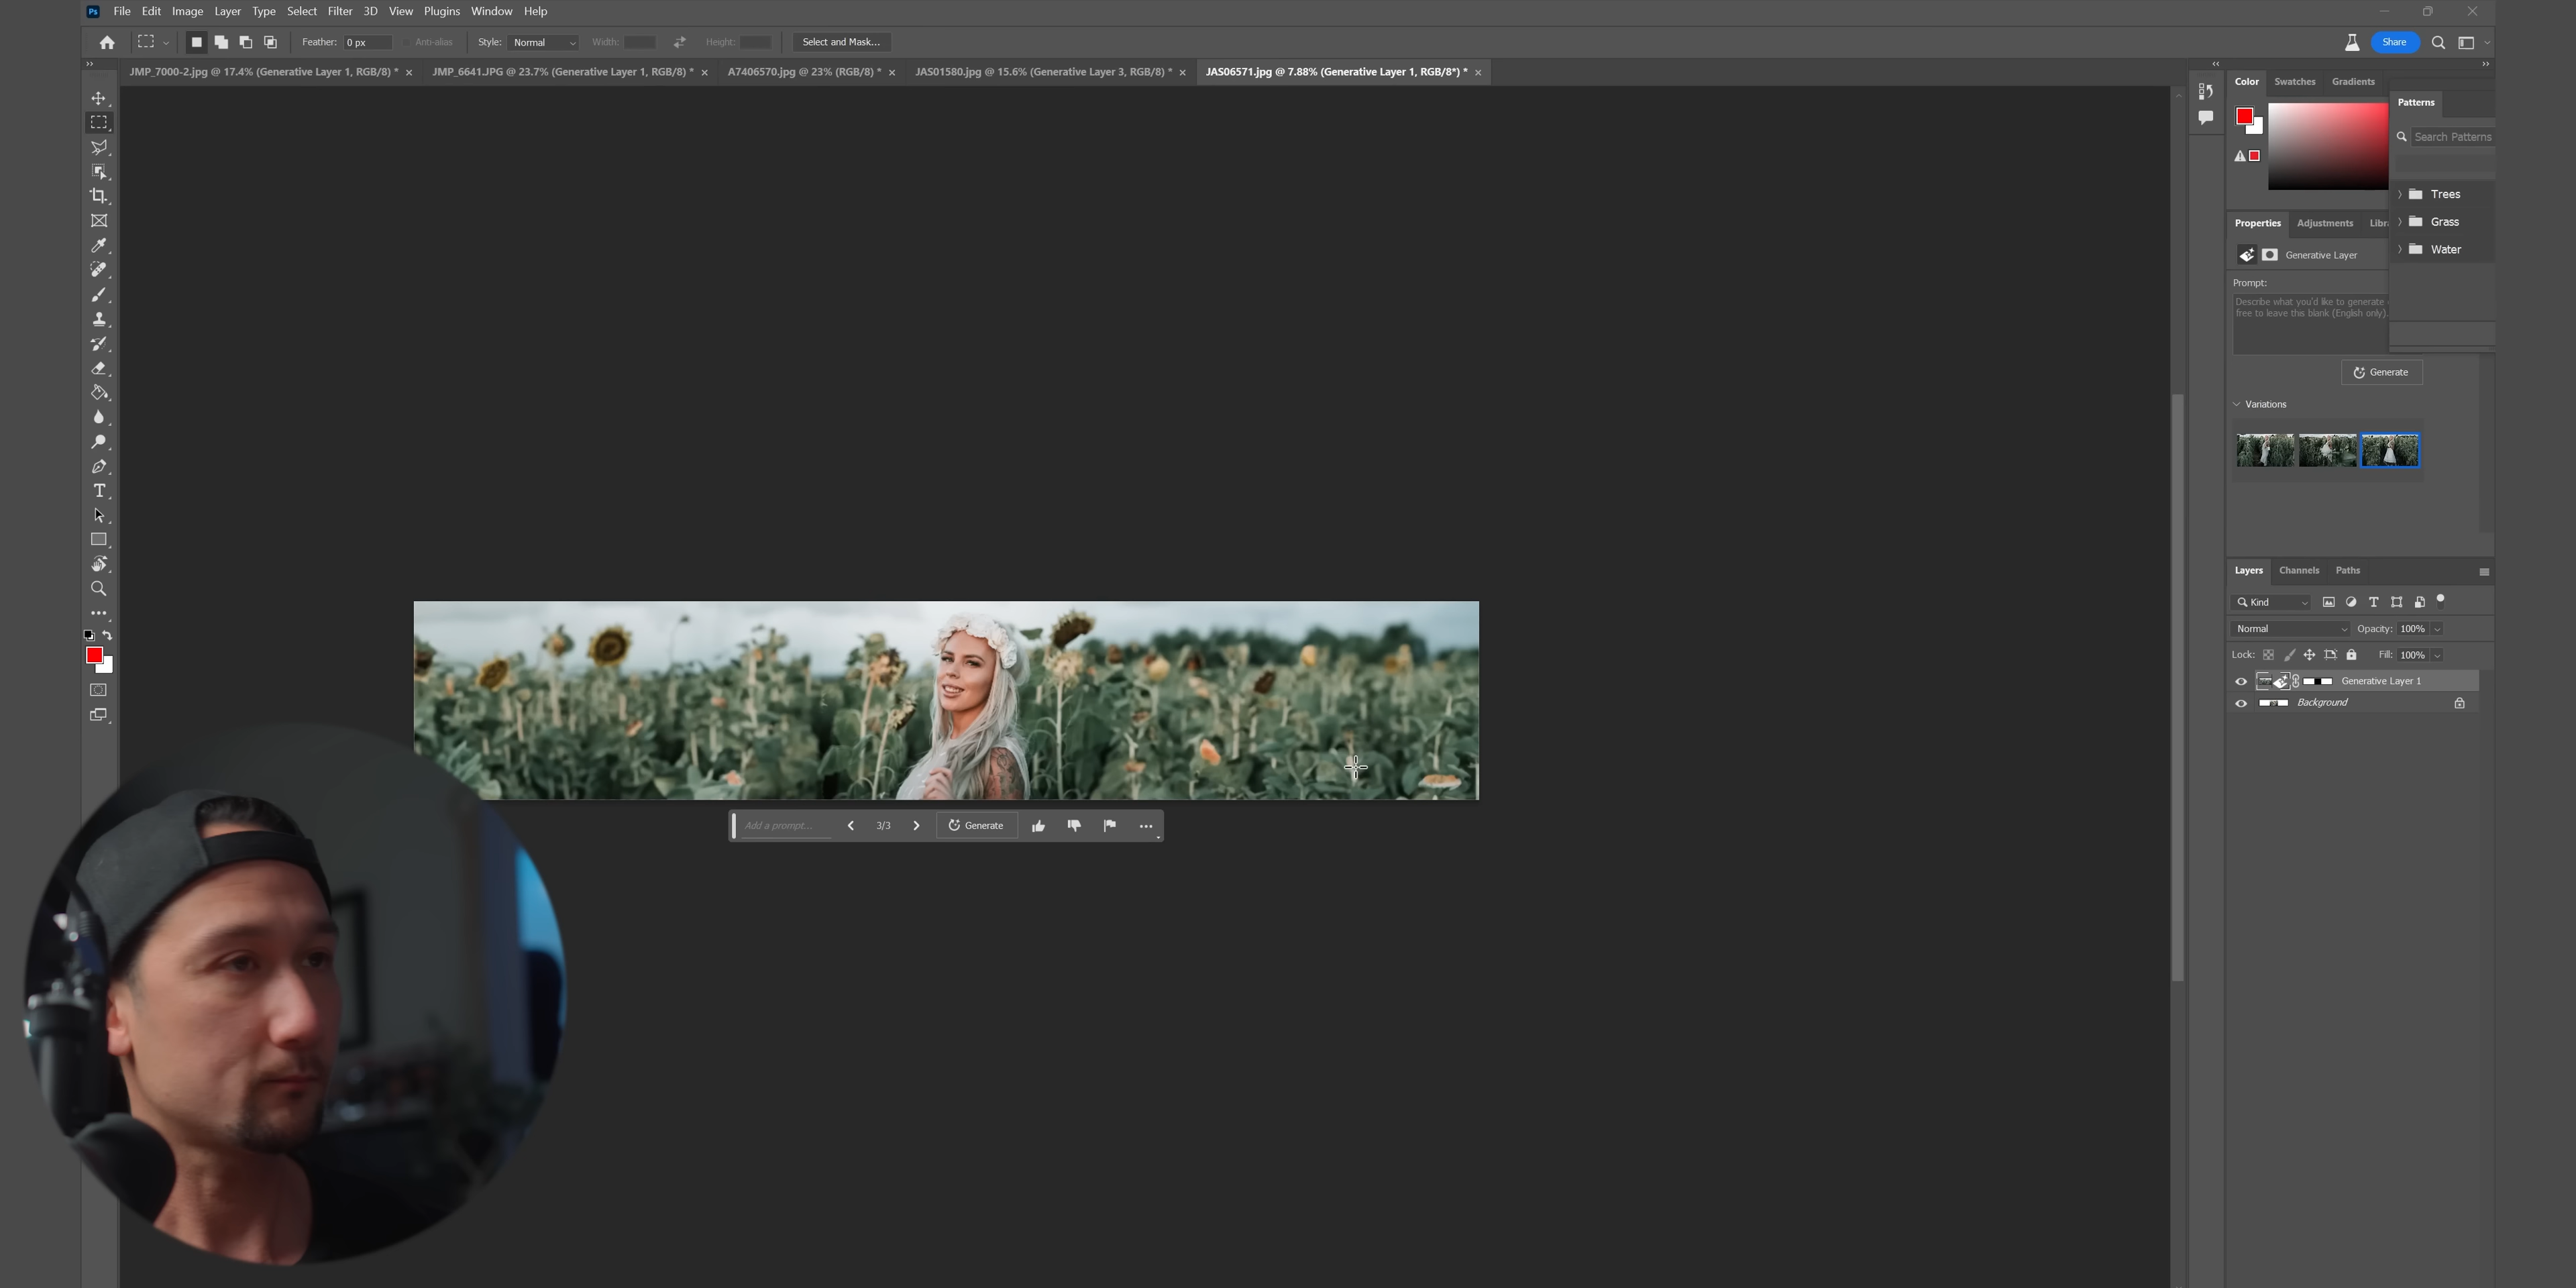 Ps File Edit Image Layer Type Select Filter 3D View Plugins Window Help
Feather: 0 px Anti-alias Style: Normal Width: Height: Select and Mask... Share
JMP_7000-2.jpg @ 17.4% (Generative Layer 1, RGB/8) * JMP_6641.JPG @ 23.7% (Generative Layer 1, RGB/8) * A7406570.jpg @ 23% (RGB/8) * JAS01580.jpg @ 15.6% (Generative Layer 3, RGB/8) * JAS06571.jpg @ 7.88% (Generative Layer 1, RGB/8*) *
Color Swatches Gradients
Patterns
Search Patterns
Trees
Grass
Water
Properties Adjustments Libr
Generative Layer
Prompt:
Describe what you'd like to generate
free to leave this blank (English only).
Generate
Variations
Layers Channels Paths
Kind
Normal Opacity: 100%
Lock: Fill: 100%
Generative Layer 1
Background
Add a prompt... 3/3 Generate